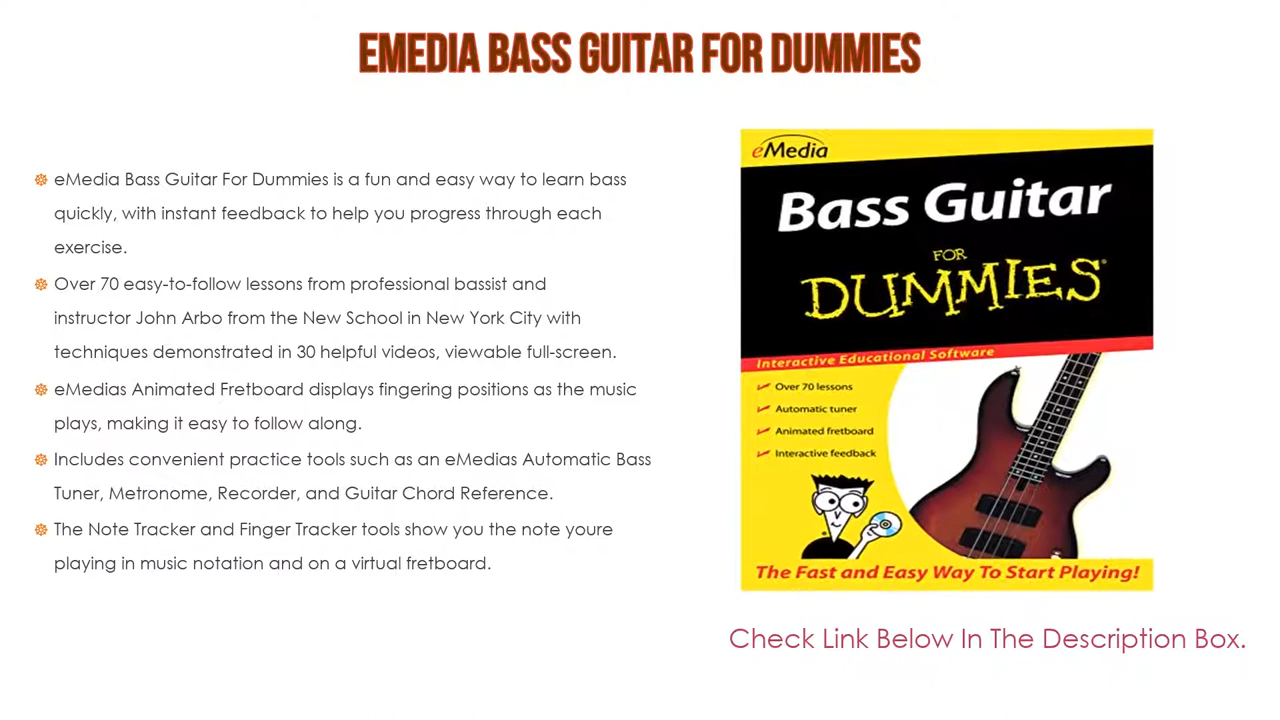 EMEDIA BASS GUITAR FOR DUMMIES
eMedia Bass Guitar For Dummies is a fun and easy way to learn bass
quickly, with instant feedback to help you progress through each
exercise.
Over 70 easy-to-follow lessons from professional bassist and
instructor John Arbo from the New School in New York City with
techniques demonstrated in 30 helpful videos, viewable full-screen.
eMedias Animated Fretboard displays fingering positions as the music
plays, making it easy to follow along.
Includes convenient practice tools such as an eMedias Automatic Bass
Tuner, Metronome, Recorder, and Guitar Chord Reference.
The Note Tracker and Finger Tracker tools show you the note youre
playing in music notation and on a virtual fretboard.
eMedia
Bass Guitar
FOR
DUMMIES®
Interactive Educational Software
Over 70 lessons
Automatic tuner
Animated fretboard
Interactive feedback
The Fast and Easy Way To Start Playing!
Check Link Below In The Description Box.